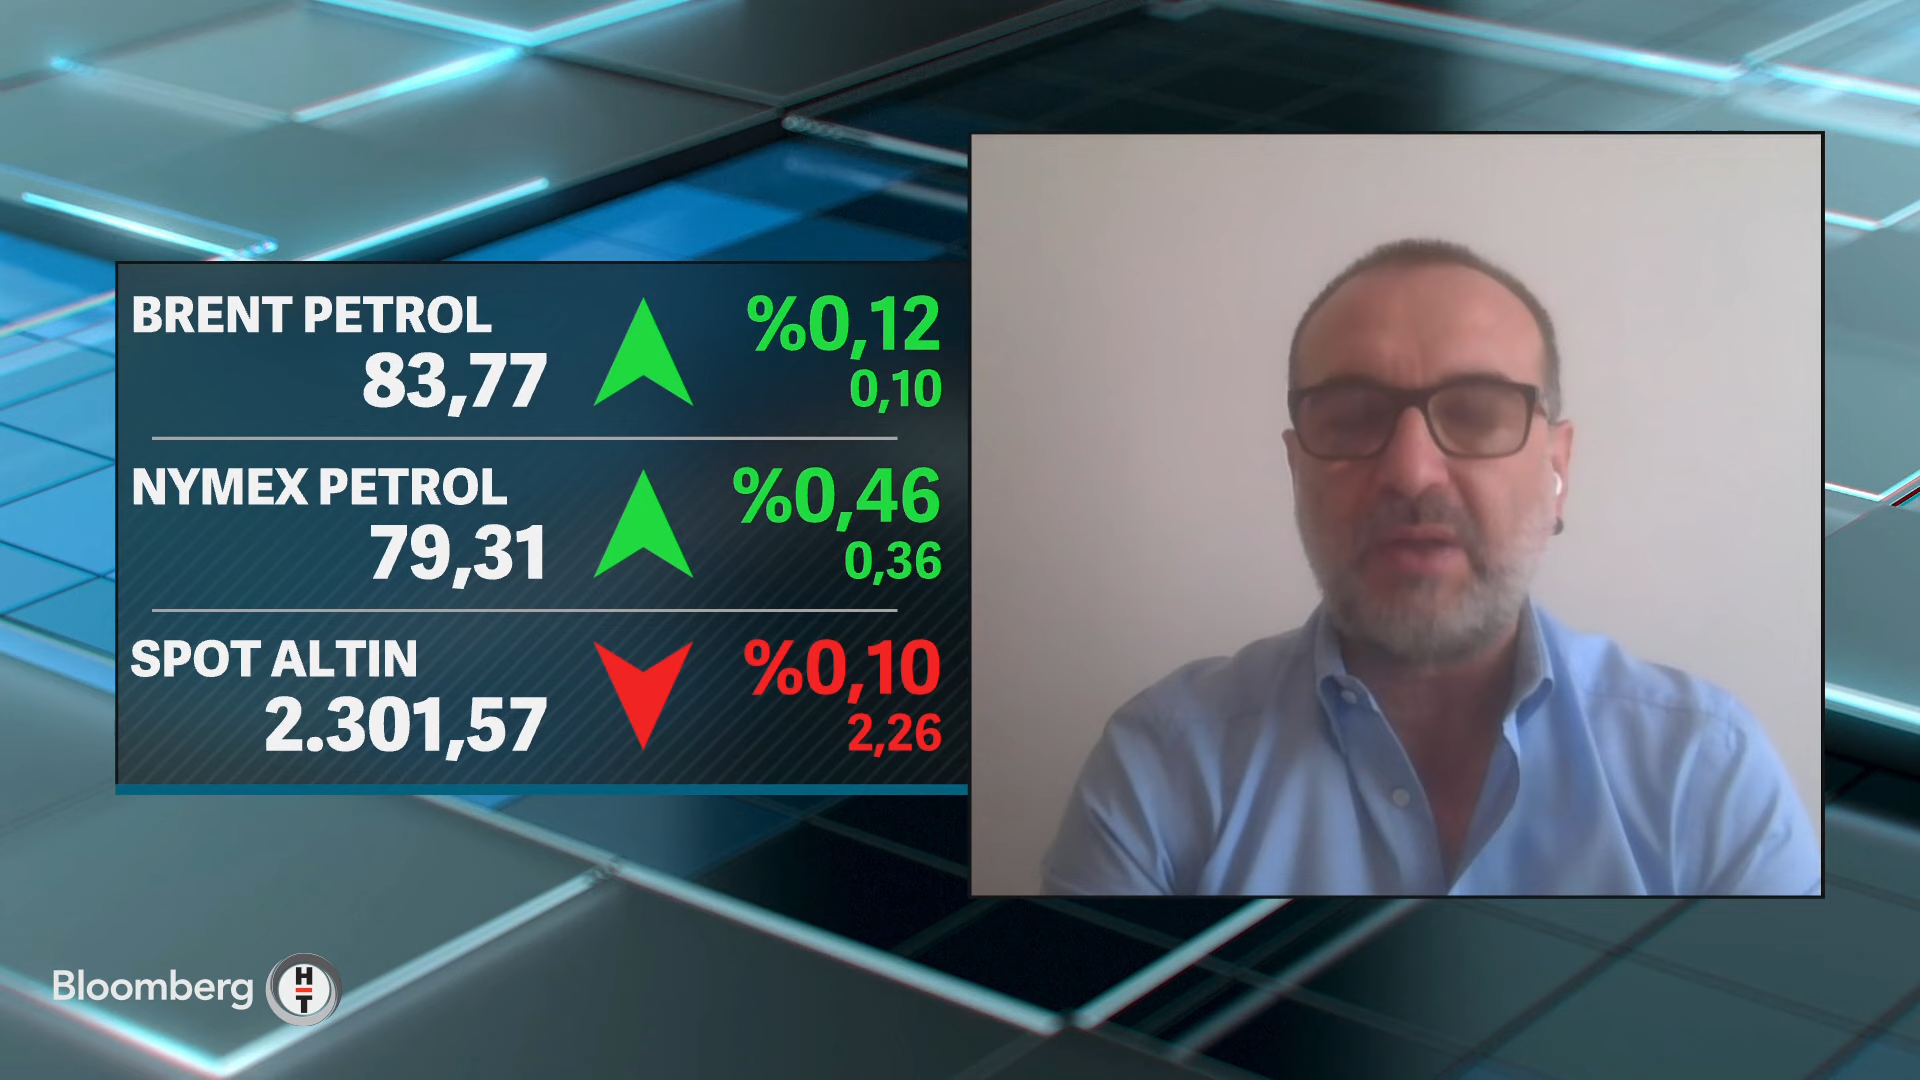 BRENT PETROL
83,77
%0,12
0,10
NYMEX PETROL
79,31
%0,46
0,36
SPOT ALTIN
2.301,57
%0,10
2,26
Bloomberg HT